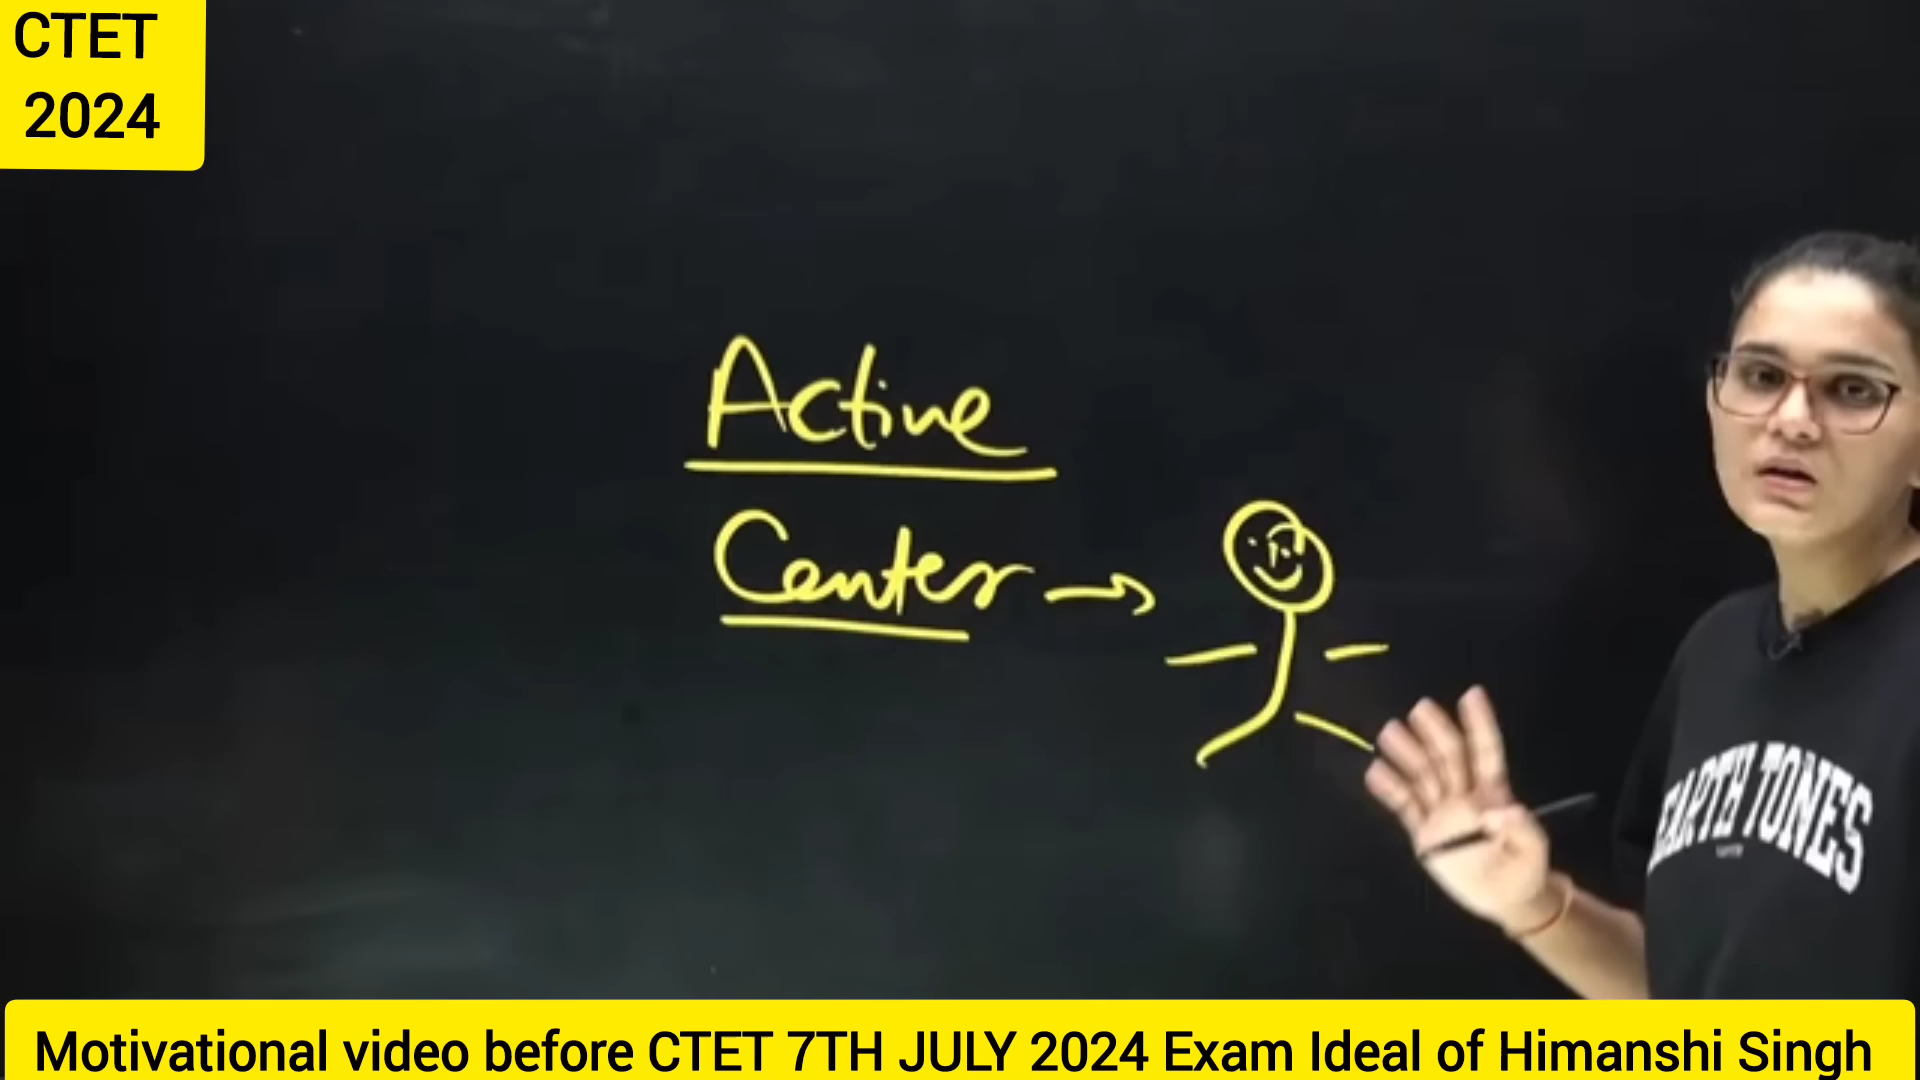 CTET
2024
Active
Center →
EARTH TONES
Motivational video before CTET 7TH JULY 2024 Exam Ideal of Himanshi Singh